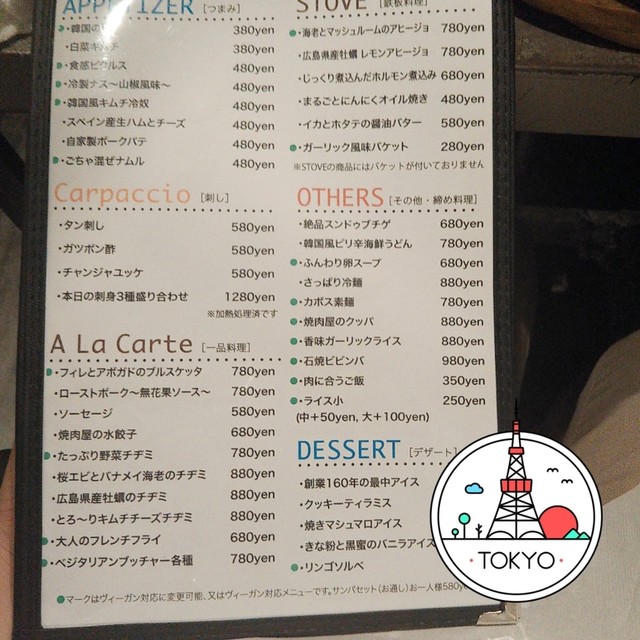 APPETIZER [つまみ]
・韓国の 380yen
・白菜キムチ 380yen
・食感ピクルス 480yen
・冷製ナス〜山椒風味〜 480yen
・韓国風キムチ冷奴 480yen
・スペイン産生ハムとチーズ 480yen
・自家製ポークパテ 480yen
・ごちゃ混ぜナムル 480yen
Carpaccio [刺し]
・タン刺し 580yen
・ガツポン酢 580yen
・チャンジャユッケ 580yen
・本日の刺身3種盛り合わせ 1280yen
※加熱処理済です
A La Carte [一品料理]
・フィレとアボガドのブルスケッタ 780yen
・ローストポーク〜無花果ソース〜 780yen
・ソーセージ 580yen
・焼肉屋の水餃子 680yen
・たっぷり野菜チヂミ 780yen
・桜エビとバナメイ海老のチヂミ 880yen
・広島県産牡蠣のチヂミ 880yen
・とろ〜りキムチチーズチヂミ 880yen
・大人のフレンチフライ 680yen
・ベジタリアンブッチャー各種 780yen
STOVE [鉄板料理]
・海老とマッシュルームのアヒージョ 780yen
・広島県産牡蠣 レモンアヒージョ 780yen
・じっくり煮込んだホルモン煮込み 680yen
・まるごとにんにくオイル焼き 480yen
・イカとホタテの醤油バター 580yen
・ガーリック風味バケット 280yen
※STOVEの商品にはバケットが付いておりません
OTHERS [その他・締め料理]
・絶品スンドゥブチゲ 680yen
・韓国風ピリ辛海鮮うどん 780yen
・ふんわり卵スープ 680yen
・さっぱり冷麺 880yen
・カボス素麺 780yen
・焼肉屋のクッパ 880yen
・香味ガーリックライス 880yen
・石焼ビビンバ 980yen
・肉に合うご飯 350yen
・ライス小 250yen
(中+50yen, 大+100yen)
DESSERT [デザート]
・創業160年の最中アイス
・クッキーティラミス
・焼きマシュマロアイス
・きな粉と黒蜜のバニラアイス
・リンゴソルベ
マークはヴィーガン対応に変更可能、又はヴィーガン対応メニューです。サンパセット(お通し)お一人様580ye
・TOKYO・